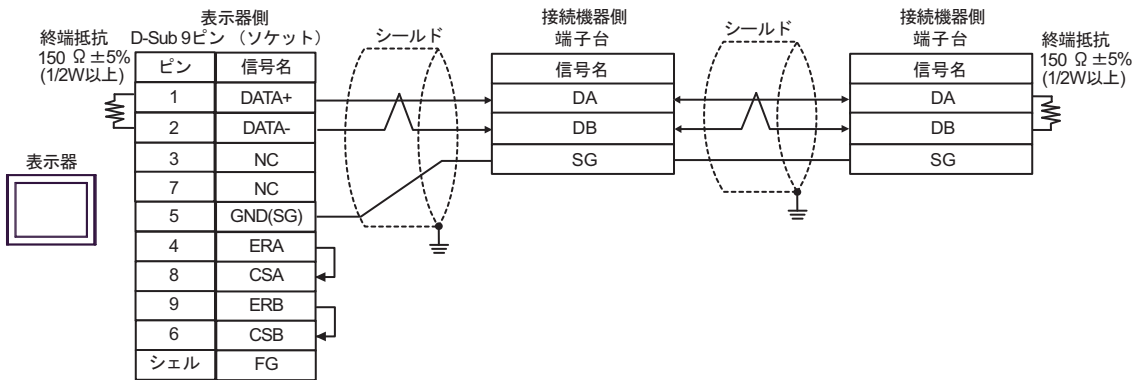 表示器側
D-Sub 9ピン （ソケット）
終端抵抗
150 Ω ±5%
(1/2W以上)
シールド
接続機器側
端子台
シールド
接続機器側
端子台
終端抵抗
150 Ω ±5%
(1/2W以上)
表示器
ピン 信号名
1 DATA+
2 DATA-
3 NC
7 NC
5 GND(SG)
4 ERA
8 CSA
9 ERB
6 CSB
シェル FG
信号名
DA
DB
SG
信号名
DA
DB
SG